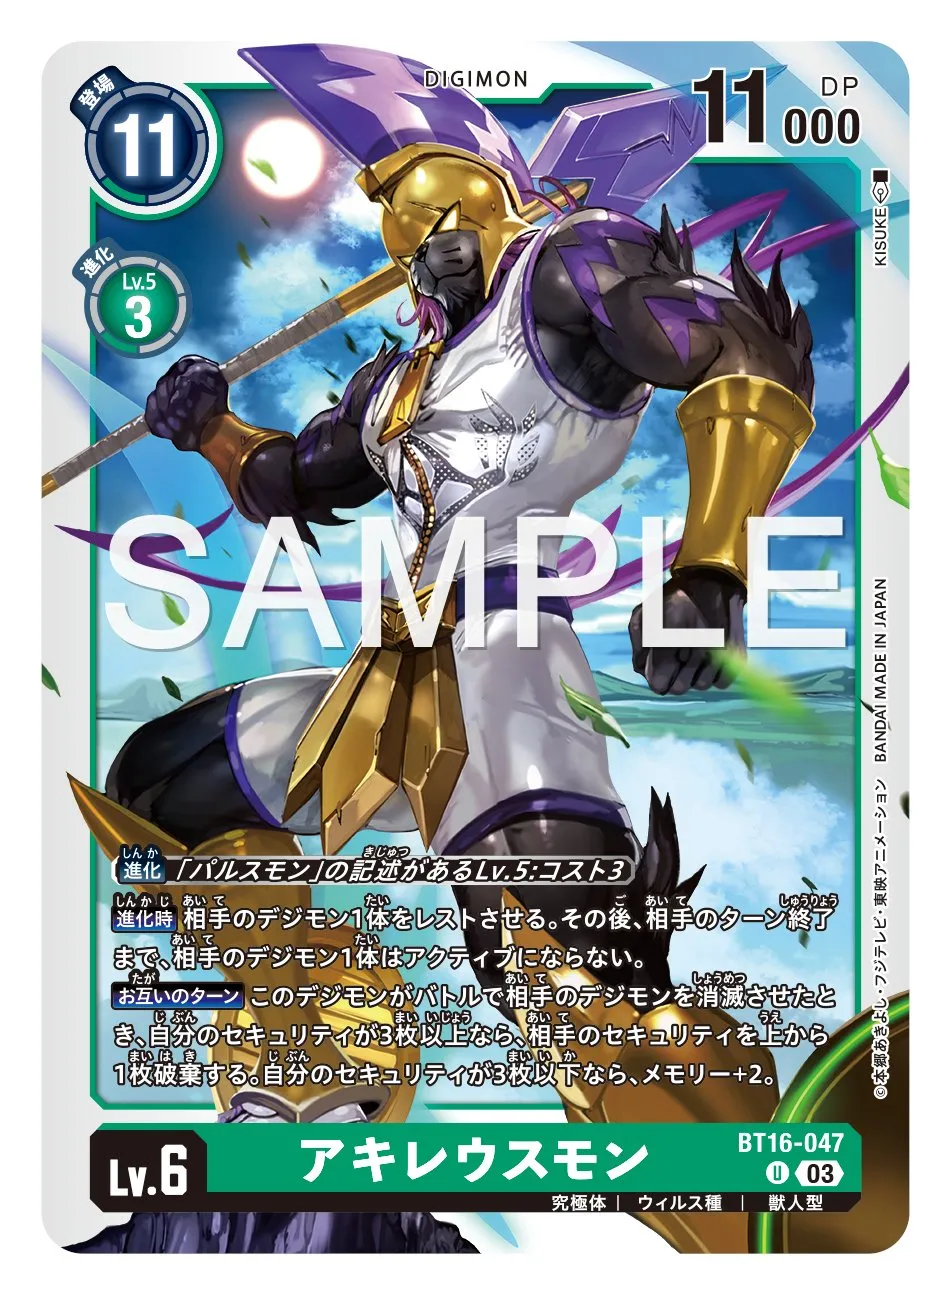 DIGIMON
登場
11
11000
DP
進化
Lv.5
3
KISUKE
SAMPLE
BANDAI MADE IN JAPAN
©本郷あきよし・フジテレビ・東映アニメーション
進化 「パルスモン」の記述があるLv.5:コスト3
進化時 相手のデジモン1体をレストさせる。その後、相手のターン終了
まで、相手のデジモン1体はアクティブにならない。
お互いのターン このデジモンがバトルで相手のデジモンを消滅させたと
き、自分のセキュリティが3枚以上なら、相手のセキュリティを上から
1枚破棄する。自分のセキュリティが3枚以下なら、メモリー+2。
Lv.6
アキレウスモン
BT16-047
U 03
究極体 | ウィルス種 | 獣人型